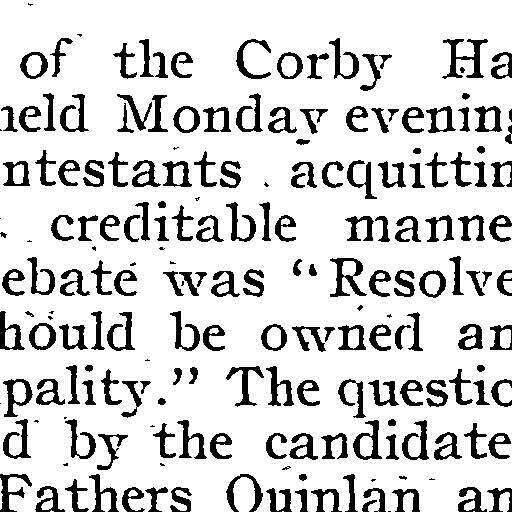 of the Corby Ha
held Monday evening
ntestants acquittin
creditable manne
ebate was "Resolve
hould be owned an
pality." The questio
d by the candidate
Fathers Quinlan an